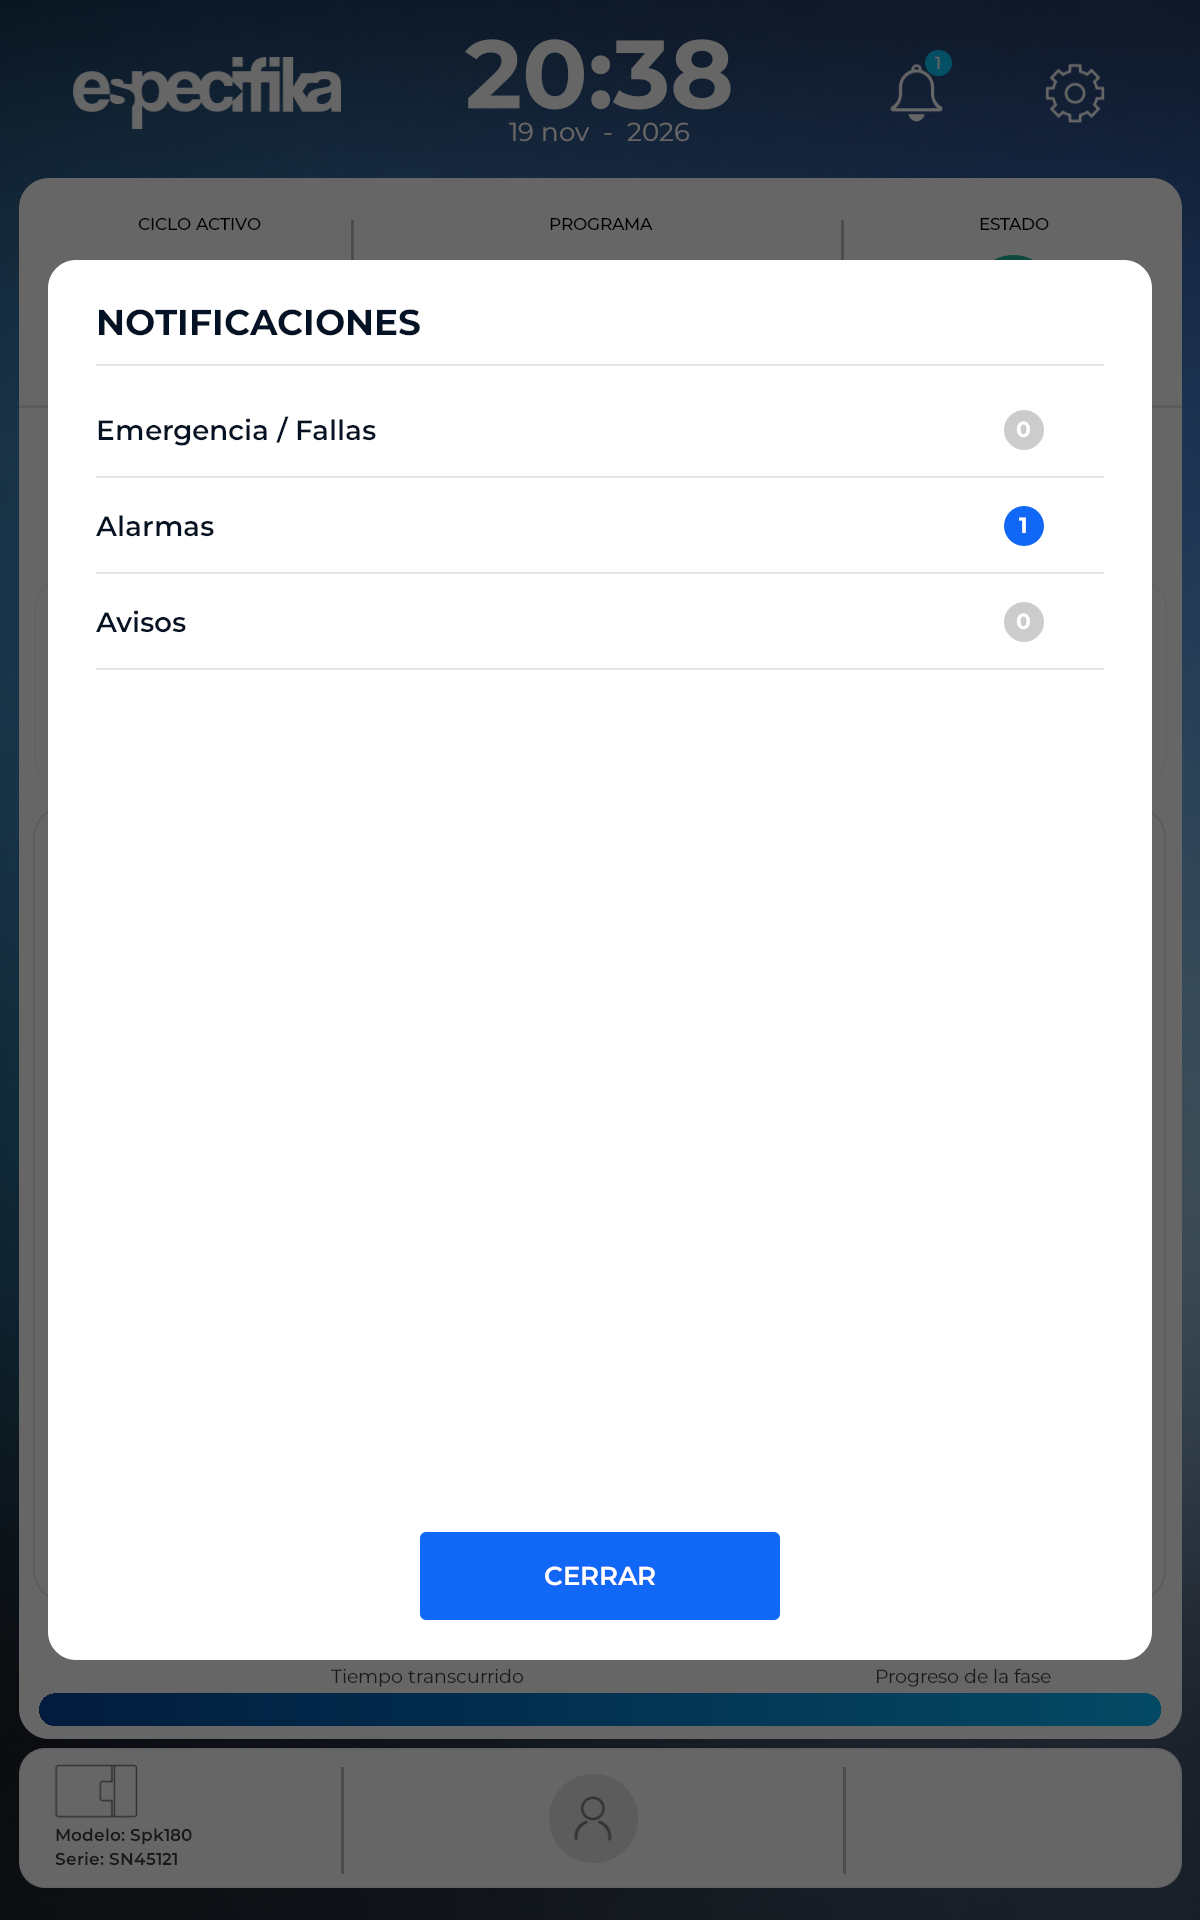 especifika
20:38
1
19 nov - 2026
CICLO ACTIVO
PROGRAMA
ESTADO
NOTIFICACIONES
Emergencia / Fallas
0
Alarmas
1
Avisos
0
CERRAR
Tiempo transcurrido
Progreso de la fase
Modelo: Spk180
Serie: SN45121